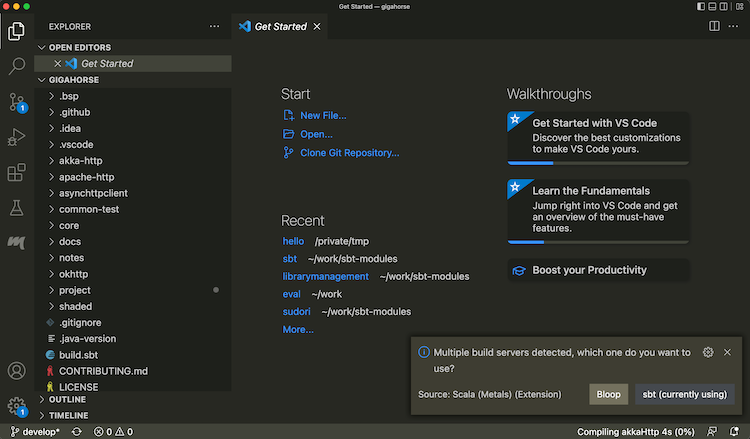 Get Started — gigahorse
EXPLORER
Get Started
OPEN EDITORS
Get Started
GIGAHORSE
.bsp
.github
.idea
.vscode
akka-http
apache-http
asynchttpclient
common-test
core
docs
notes
okhttp
project
shaded
.gitignore
.java-version
build.sbt
CONTRIBUTING.md
LICENSE
OUTLINE
TIMELINE
1
1
Start
New File...
Open...
Clone Git Repository...
Recent
hello /private/tmp
sbt ~/work/sbt-modules
librarymanagement ~/work/sbt-modules
eval ~/work
sudori ~/work/sbt-modules
More...
Walkthroughs
Get Started with VS Code
Discover the best customizations
to make VS Code yours.
Learn the Fundamentals
Jump right into VS Code and get
an overview of the must-have
features.
Boost your Productivity
Multiple build servers detected, which one do you want to
use?
Source: Scala (Metals) (Extension)
Bloop
sbt (currently using)
develop* 0 0
Compiling akkaHttp 4s (0%)